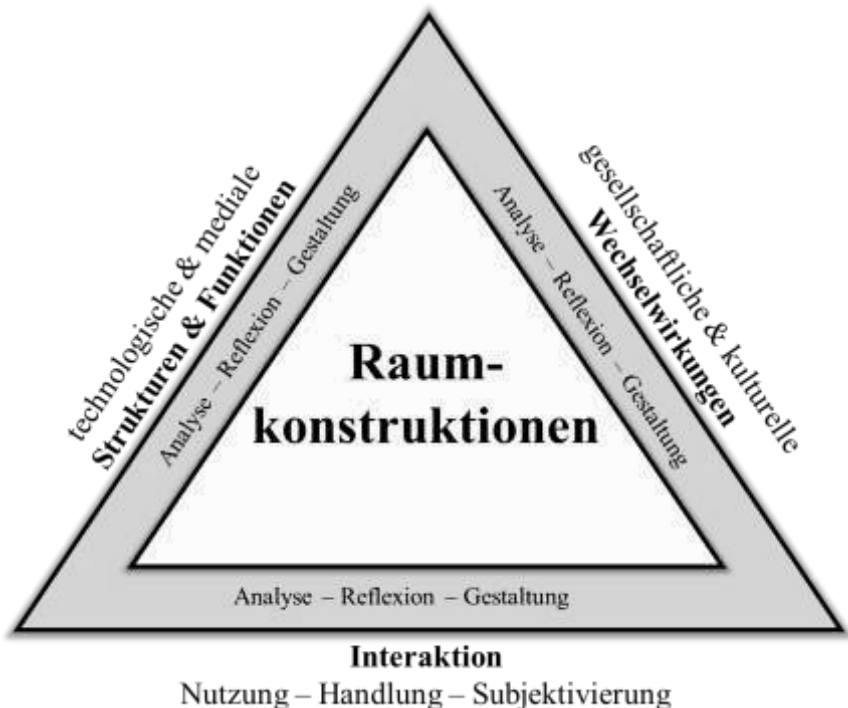 technologische & mediale
Strukturen & Funktionen
Analyse – Reflexion – Gestaltung
gesellschaftliche & kulturelle
Wechselwirkungen
Analyse – Reflexion – Gestaltung
Raum-
konstruktionen
Analyse – Reflexion – Gestaltung
Interaktion
Nutzung – Handlung – Subjektivierung